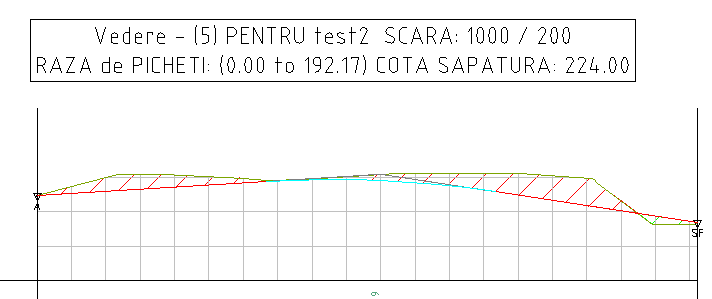 Vedere - (5) PENTRU test2 SCARA: 1000 / 200
RAZA de PICHETI: (0.00 to 192.17) COTA SAPATURA: 224.00
A
SF